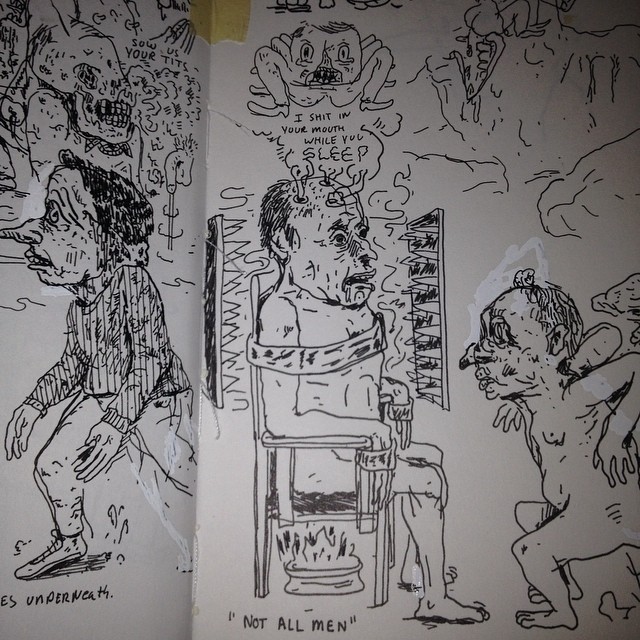 SOW US
YOUR TITS
I SHIT IN
YOUR MOUTH
WHILE YOU
SLEEP
ES UNDERNEATH.
"NOT ALL MEN"